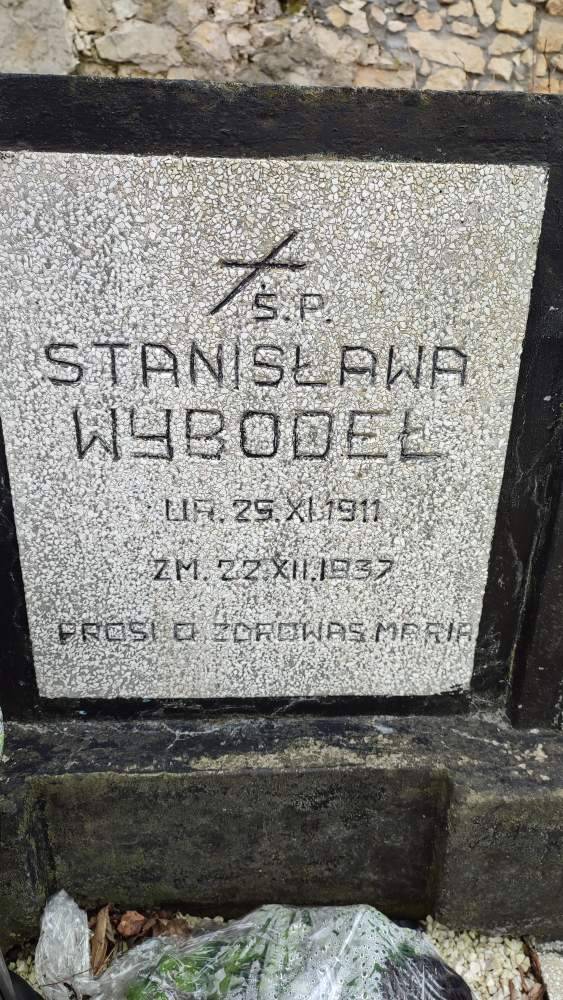 Ś.P.
STANISŁAWA
WYBODEŁ
UR. 25.XI.1911
ZM. 22.XII.1937
PROSI O ZDROWAŚ MARIA